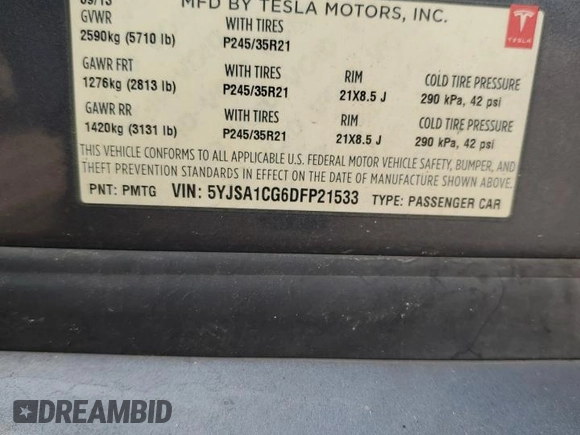 09/13 MFD BY TESLA MOTORS, INC.
GVWR
2590kg (5710 lb) WITH TIRES P245/35R21
GAWR FRT WITH TIRES RIM COLD TIRE PRESSURE
1276kg (2813 lb) P245/35R21 21X8.5 J 290 kPa, 42 psi
GAWR RR WITH TIRES RIM COLD TIRE PRESSURE
1420kg (3131 lb) P245/35R21 21X8.5 J 290 kPa, 42 psi
THIS VEHICLE CONFORMS TO ALL APPLICABLE U.S. FEDERAL MOTOR VEHICLE SAFETY, BUMPER, AND
THEFT PREVENTION STANDARDS IN EFFECT ON THE DATE OF MANUFACTURE SHOWN ABOVE.
PNT: PMTG VIN: 5YJSA1CG6DFP21533 TYPE: PASSENGER CAR
TESLA
DREAMBID